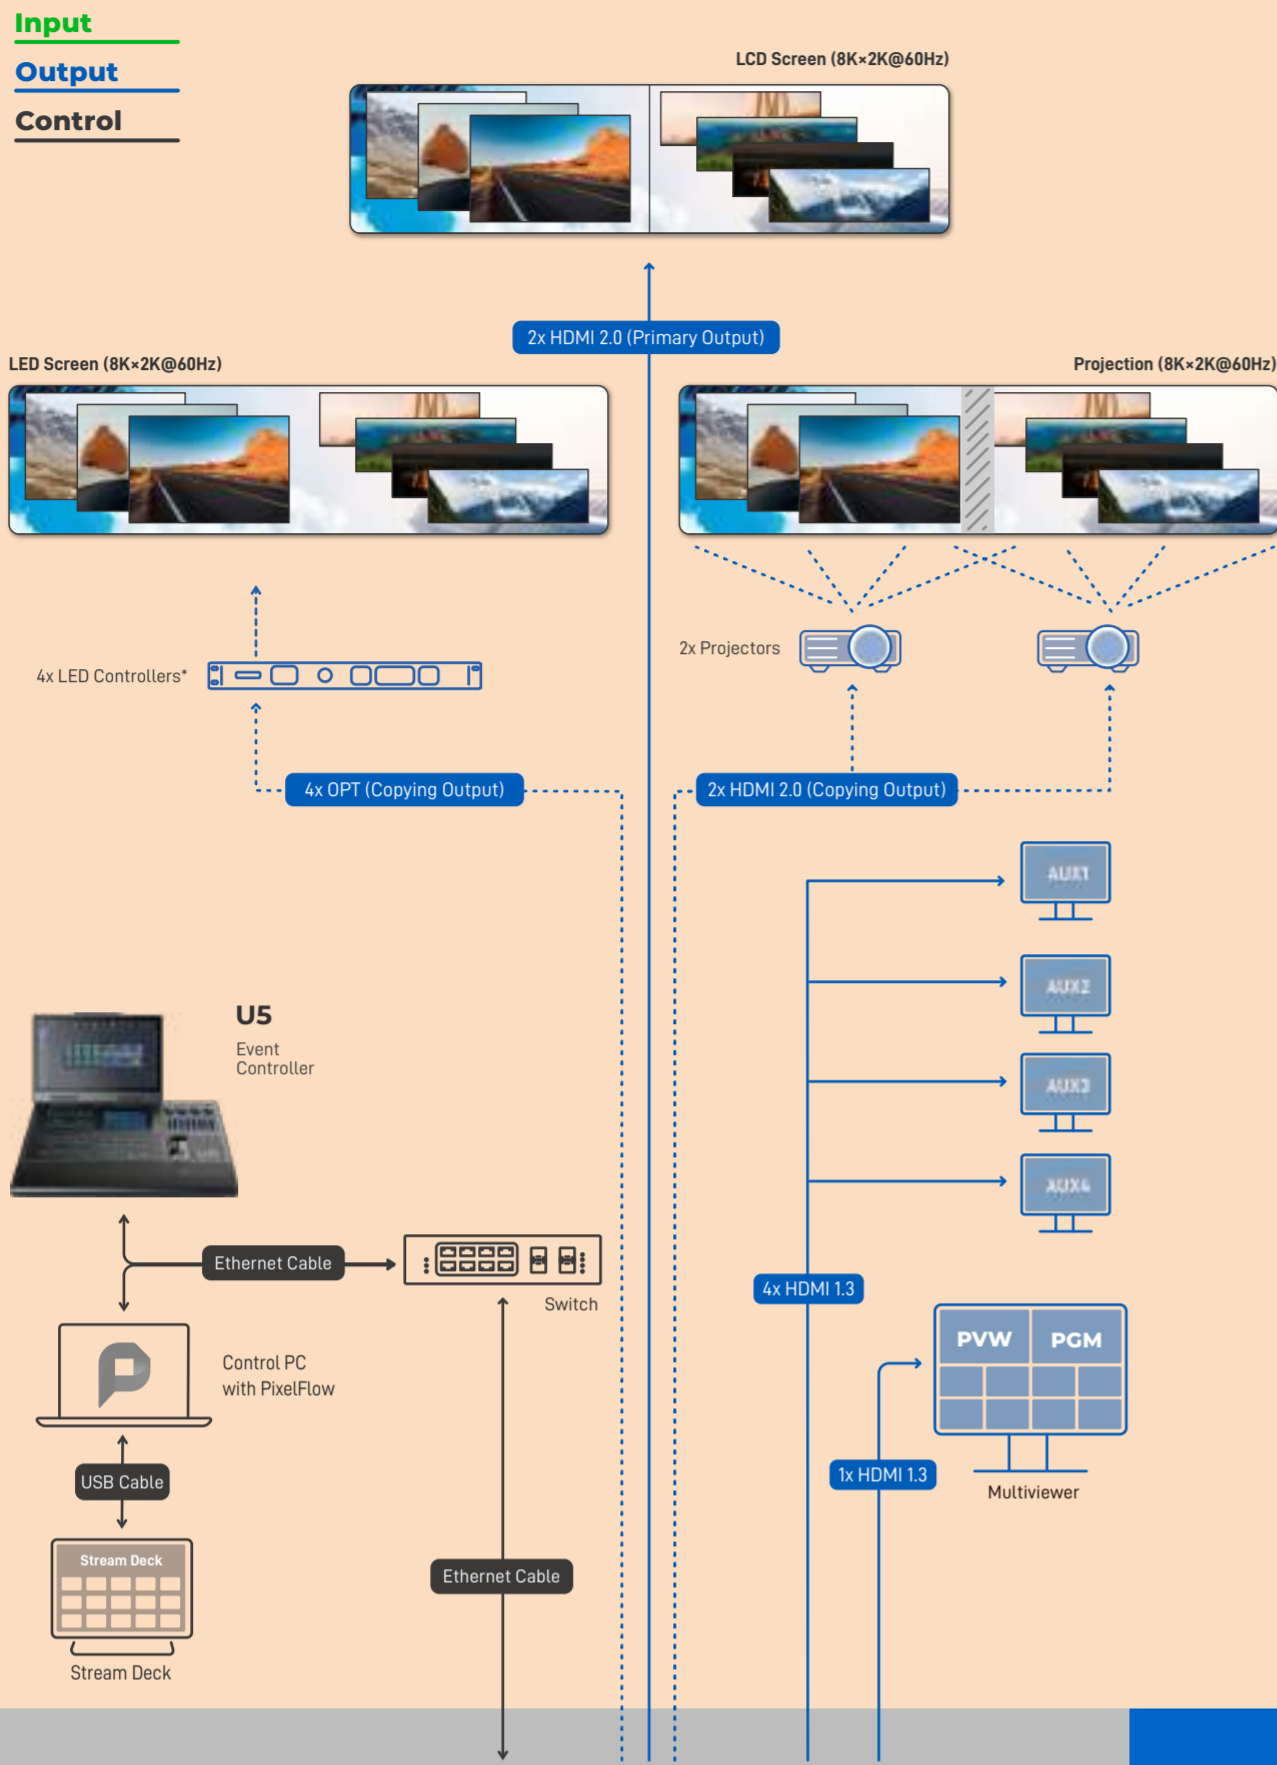 Input
Output
Control
LCD Screen (8K×2K@60Hz)
2x HDMI 2.0 (Primary Output)
LED Screen (8K×2K@60Hz)
Projection (8K×2K@60Hz)
4x LED Controllers*
2x Projectors
4x OPT (Copying Output)
2x HDMI 2.0 (Copying Output)
AUX1
AUX2
AUX3
AUX4
U5
Event
Controller
Ethernet Cable
Switch
4x HDMI 1.3
PVW
PGM
Control PC
with PixelFlow
USB Cable
1x HDMI 1.3
Multiviewer
Stream Deck
Ethernet Cable
Stream Deck